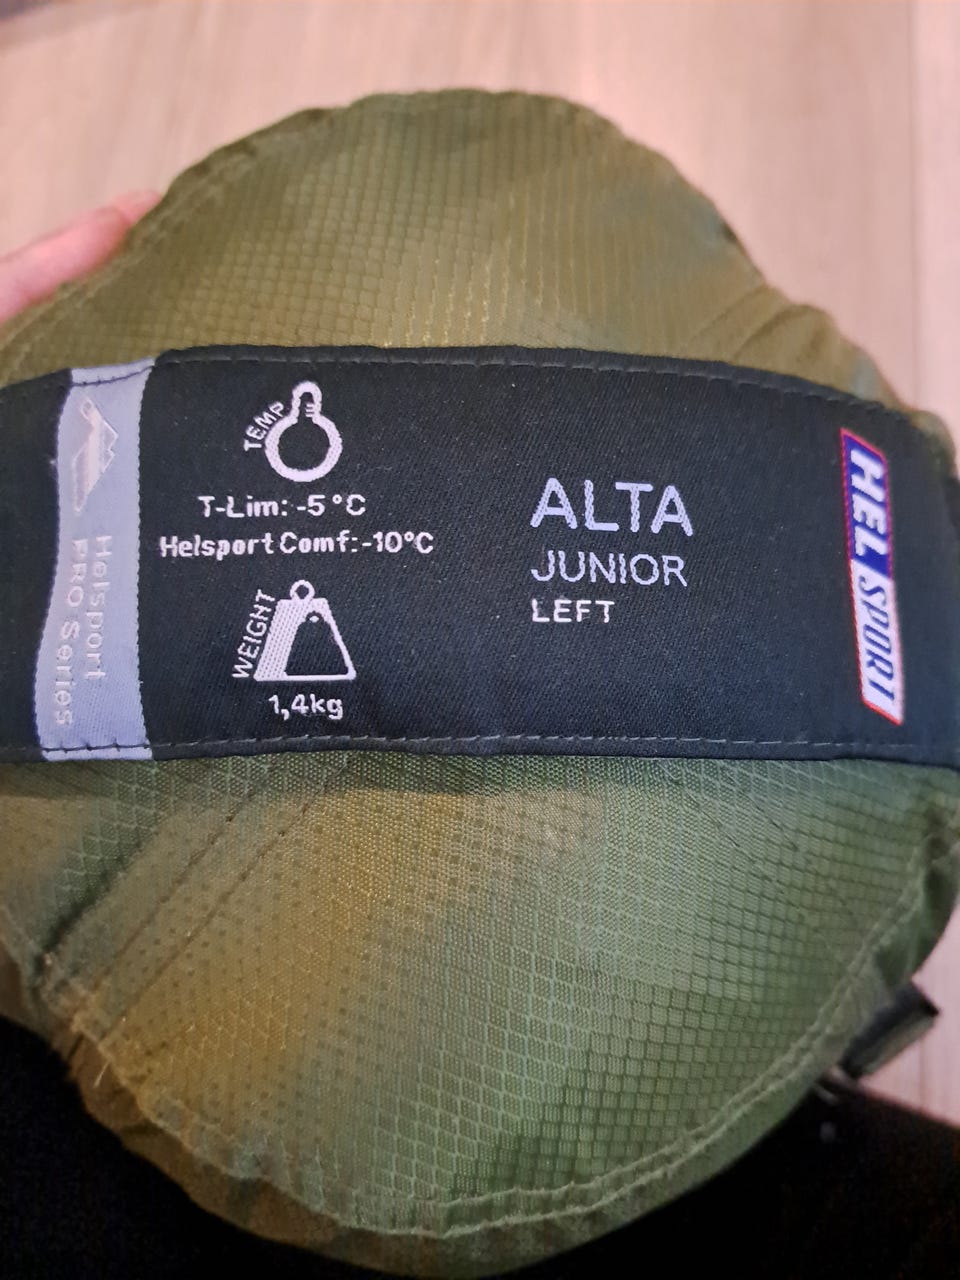 TEMP
T-Lim: -5°C
Helsport Comf:-10°C
WEIGHT
1,4kg
ALTA
JUNIOR
LEFT
HELSPORT
Helsport
PRO Series